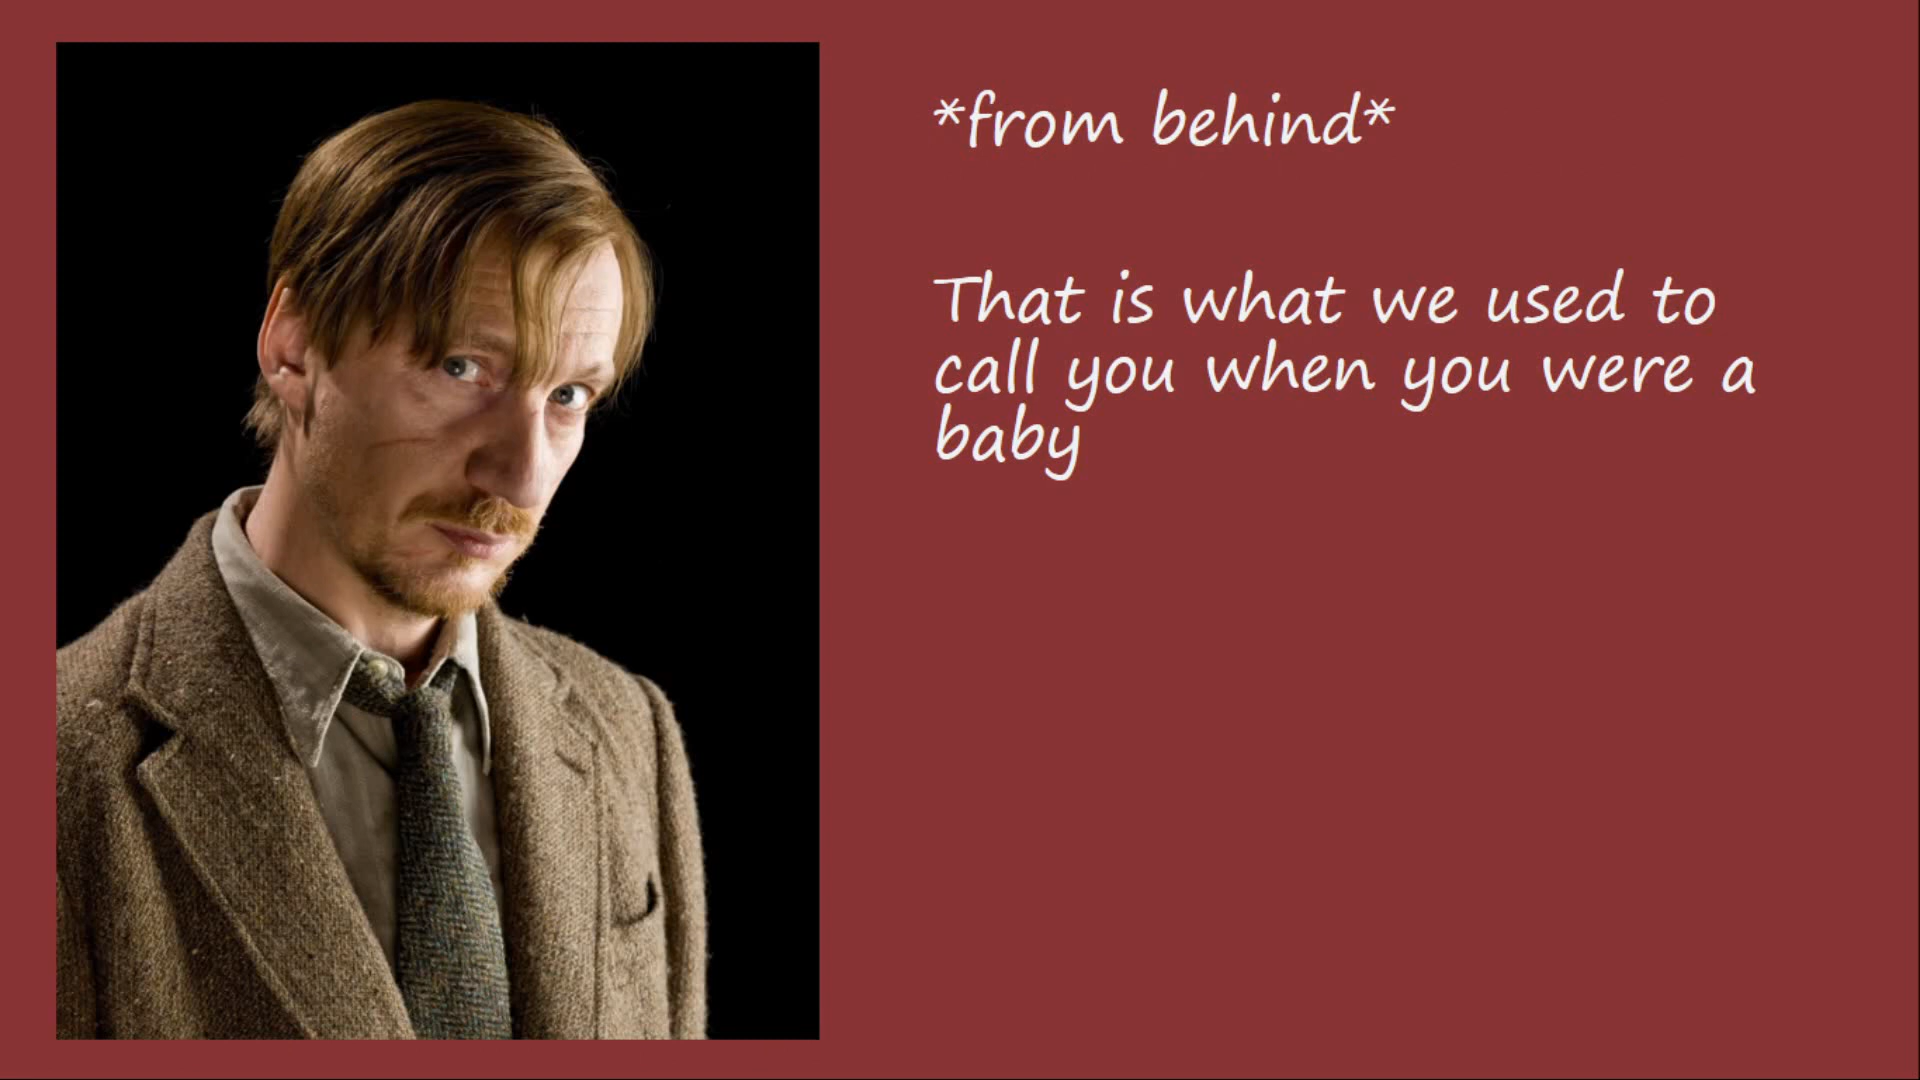 *from behind*
That is what we used to
call you when you were a
baby